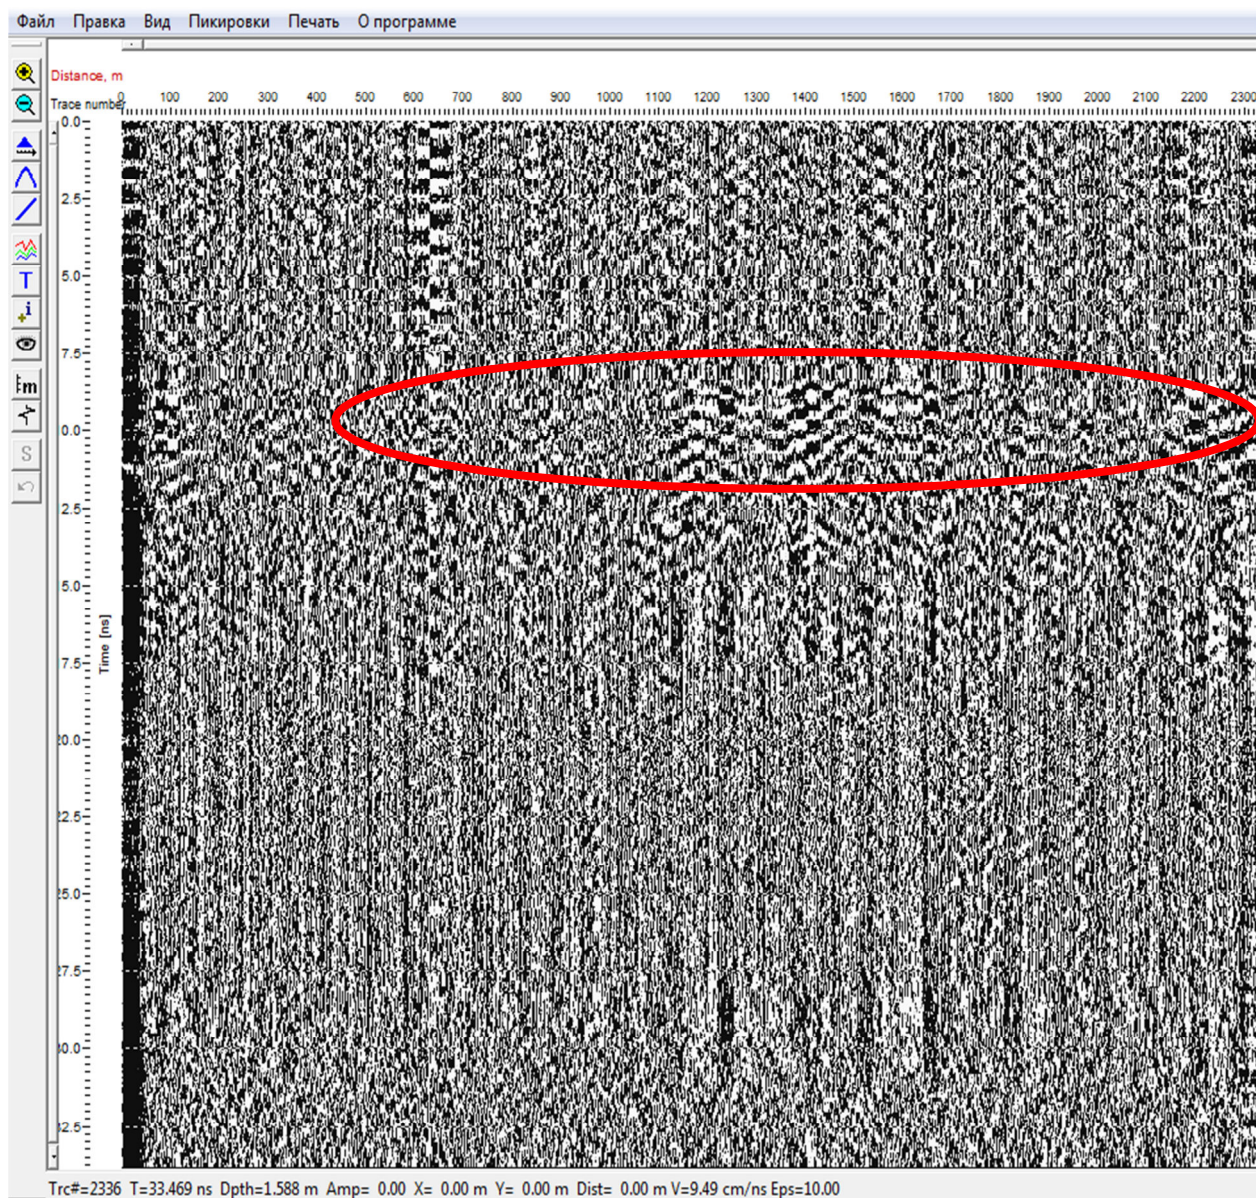 Файл Правка Вид Пикировки Печать О программе
Distance, m
Trace number
0 100 200 300 400 500 600 700 800 900 1000 1100 1200 1300 1400 1500 1600 1700 1800 1900 2000 2100 2200 2300
0.0
2.5
5.0
7.5
0.0
2.5
5.0
7.5
20.0
22.5
25.0
27.5
30.0
32.5
Time [ns]
T
i
m
S
Trc#=2336 T=33.469 ns Dpth=1.588 m Amp= 0.00 X= 0.00 m Y= 0.00 m Dist= 0.00 m V=9.49 cm/ns Eps=10.00